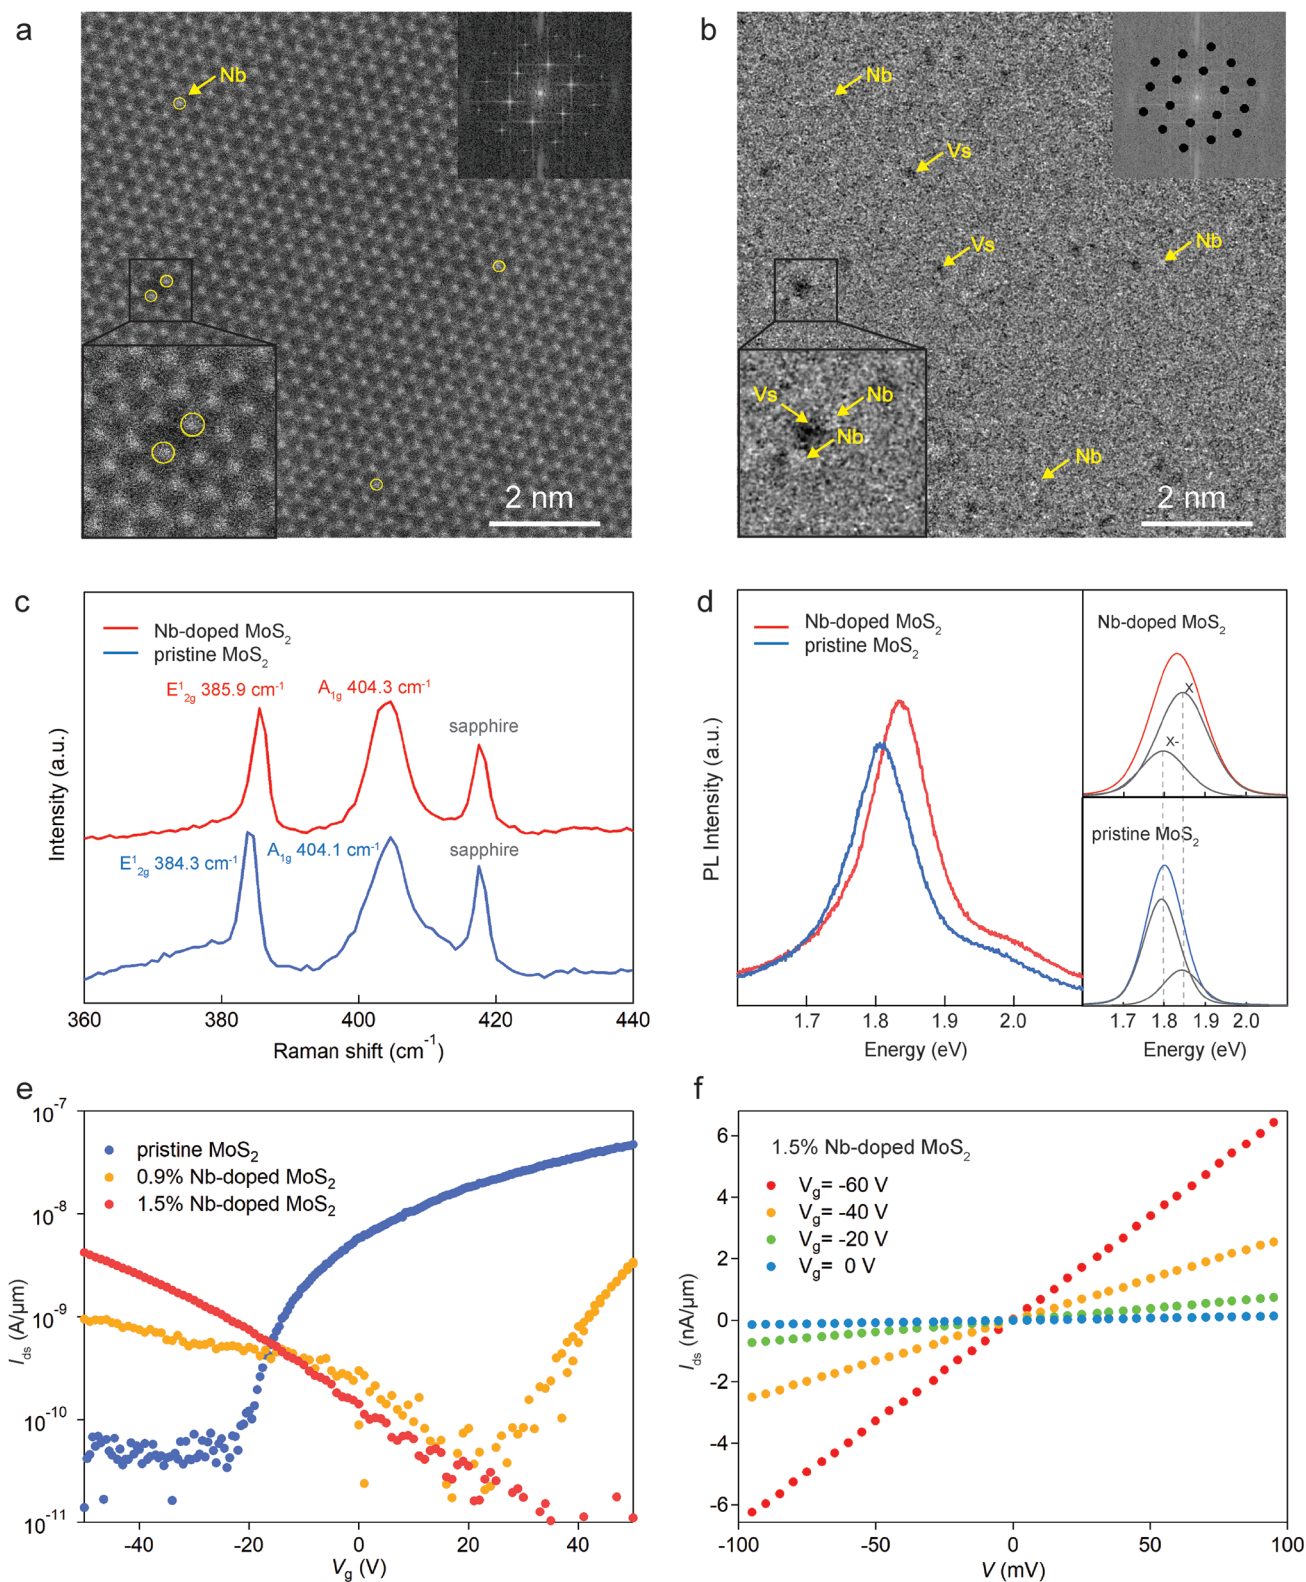 a
Nb
2 nm
b
Nb
Vs
Vs
Nb
Vs
Nb
Nb
Nb
2 nm
c
Nb-doped MoS₂
pristine MoS₂
E¹₂g 385.9 cm⁻¹
A₁g 404.3 cm⁻¹
sapphire
E¹₂g 384.3 cm⁻¹
A₁g 404.1 cm⁻¹
sapphire
Intensity (a.u.)
360 380 400 420 440
Raman shift (cm⁻¹)
d
Nb-doped MoS₂
pristine MoS₂
PL Intensity (a.u.)
1.7 1.8 1.9 2.0
Energy (eV)
Nb-doped MoS₂
X
X-
pristine MoS₂
1.7 1.8 1.9 2.0
Energy (eV)
e
pristine MoS₂
0.9% Nb-doped MoS₂
1.5% Nb-doped MoS₂
10⁻⁷
10⁻⁸
10⁻⁹
10⁻¹⁰
10⁻¹¹
Ids (A/μm)
-40 -20 0 20 40
Vg (V)
f
1.5% Nb-doped MoS₂
Vg= -60 V
Vg= -40 V
Vg= -20 V
Vg= 0 V
6
4
2
0
-2
-4
-6
Ids (nA/μm)
-100 -50 0 50 100
V (mV)